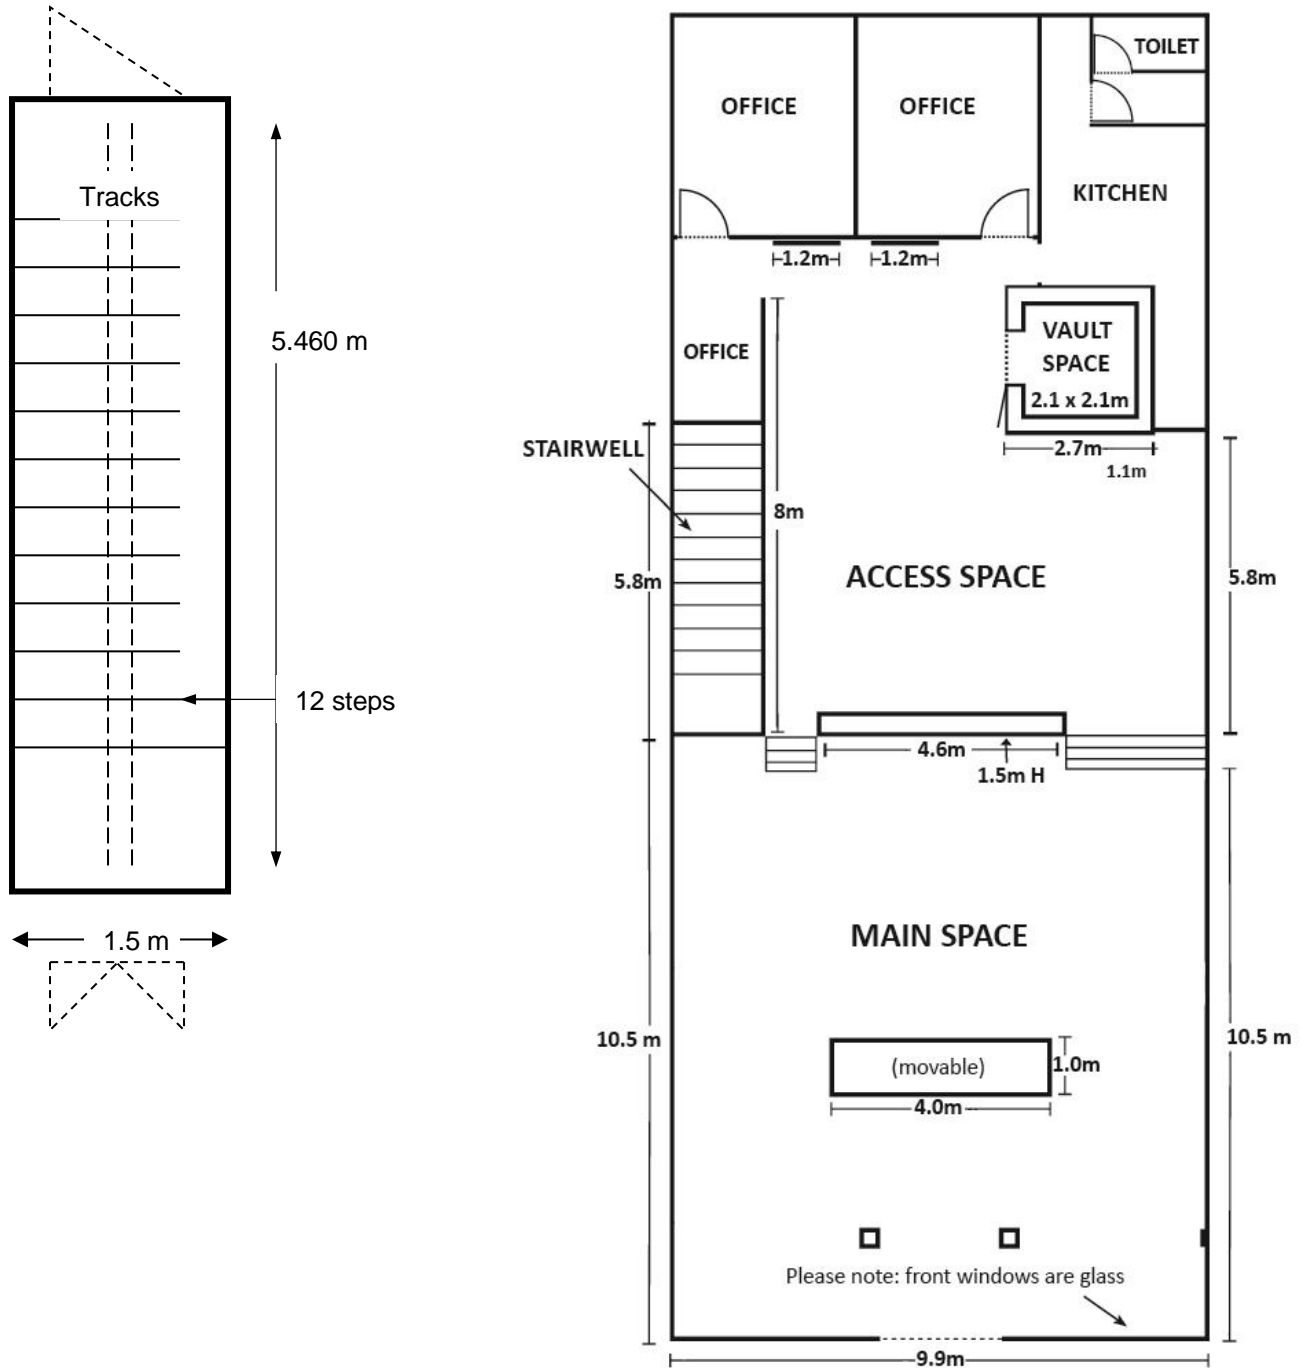 Tracks
5.460 m
12 steps
1.5 m
TOILET
OFFICE
OFFICE
KITCHEN
1.2m
1.2m
OFFICE
VAULT
SPACE
2.1 x 2.1m
STAIRWELL
2.7m
1.1m
8m
ACCESS SPACE
5.8m
5.8m
4.6m
1.5m H
MAIN SPACE
10.5 m
10.5 m
(movable)
1.0m
4.0m
Please note: front windows are glass
9.9m